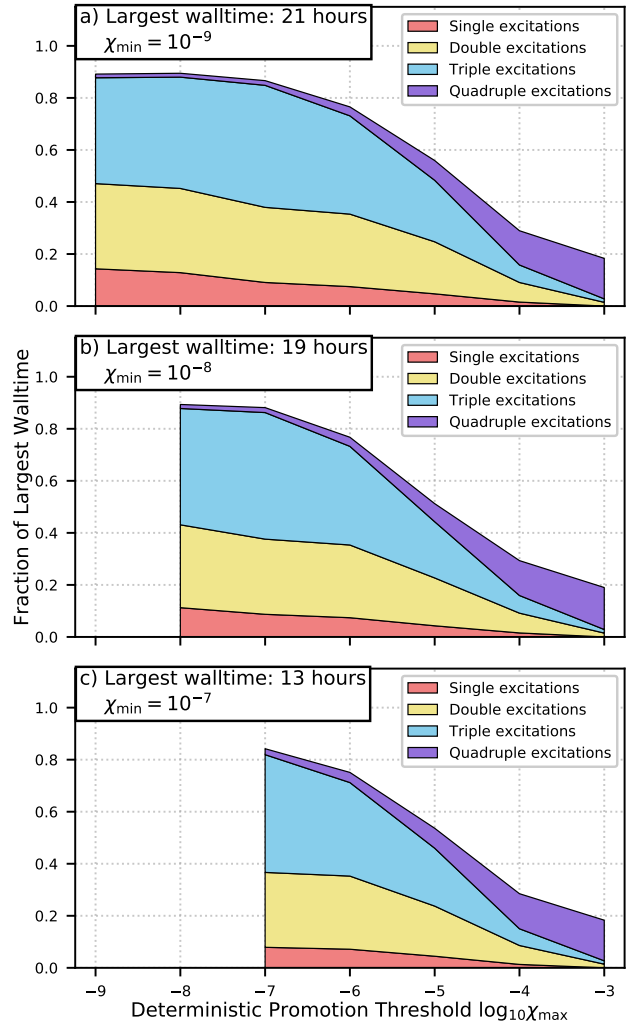 a) Largest walltime: 21 hours
χmin = 10−9
Single excitations
Double excitations
Triple excitations
Quadruple excitations
1.0
0.8
0.6
0.4
0.2
0.0
b) Largest walltime: 19 hours
χmin = 10−8
Single excitations
Double excitations
Triple excitations
Quadruple excitations
1.0
0.8
0.6
0.4
0.2
0.0
Fraction of Largest Walltime
c) Largest walltime: 13 hours
χmin = 10−7
Single excitations
Double excitations
Triple excitations
Quadruple excitations
1.0
0.8
0.6
0.4
0.2
0.0
−9 −8 −7 −6 −5 −4 −3
Deterministic Promotion Threshold log10χmax